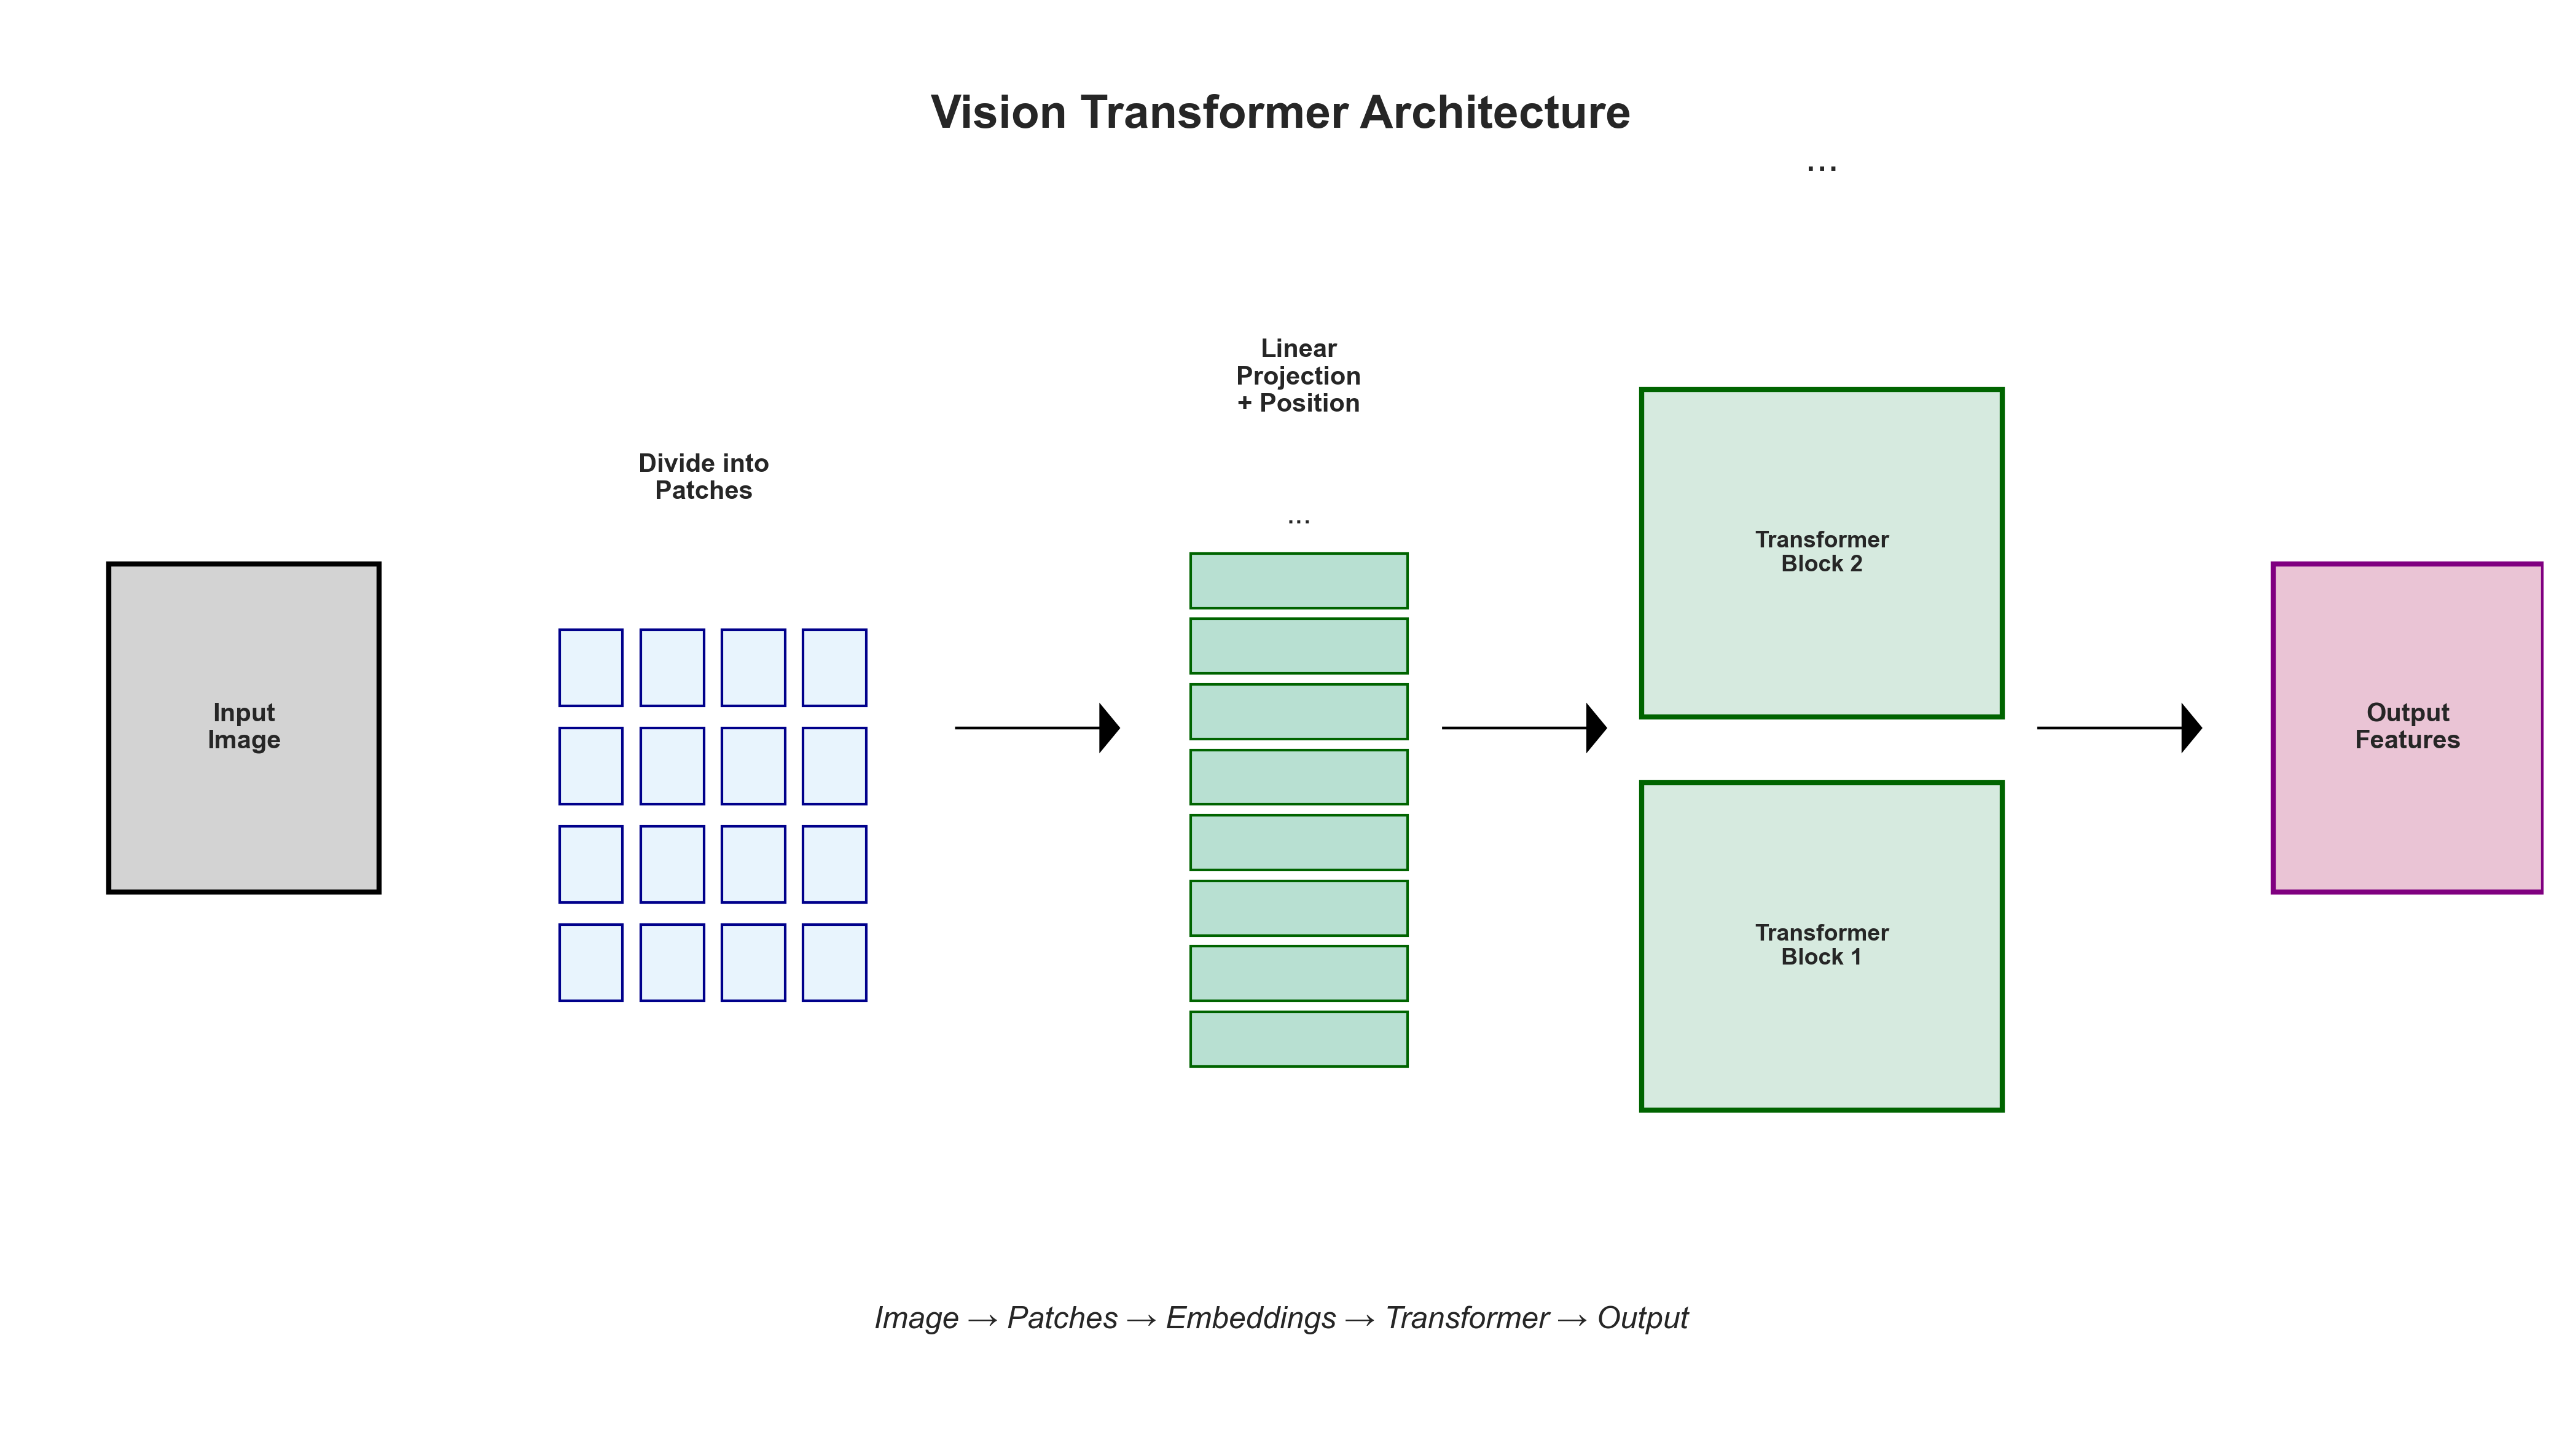 Vision Transformer Architecture
...
Linear
Projection
+ Position
Divide into
Patches
...
Transformer
Block 2
Input
Image
Output
Features
Transformer
Block 1
Image → Patches → Embeddings → Transformer → Output